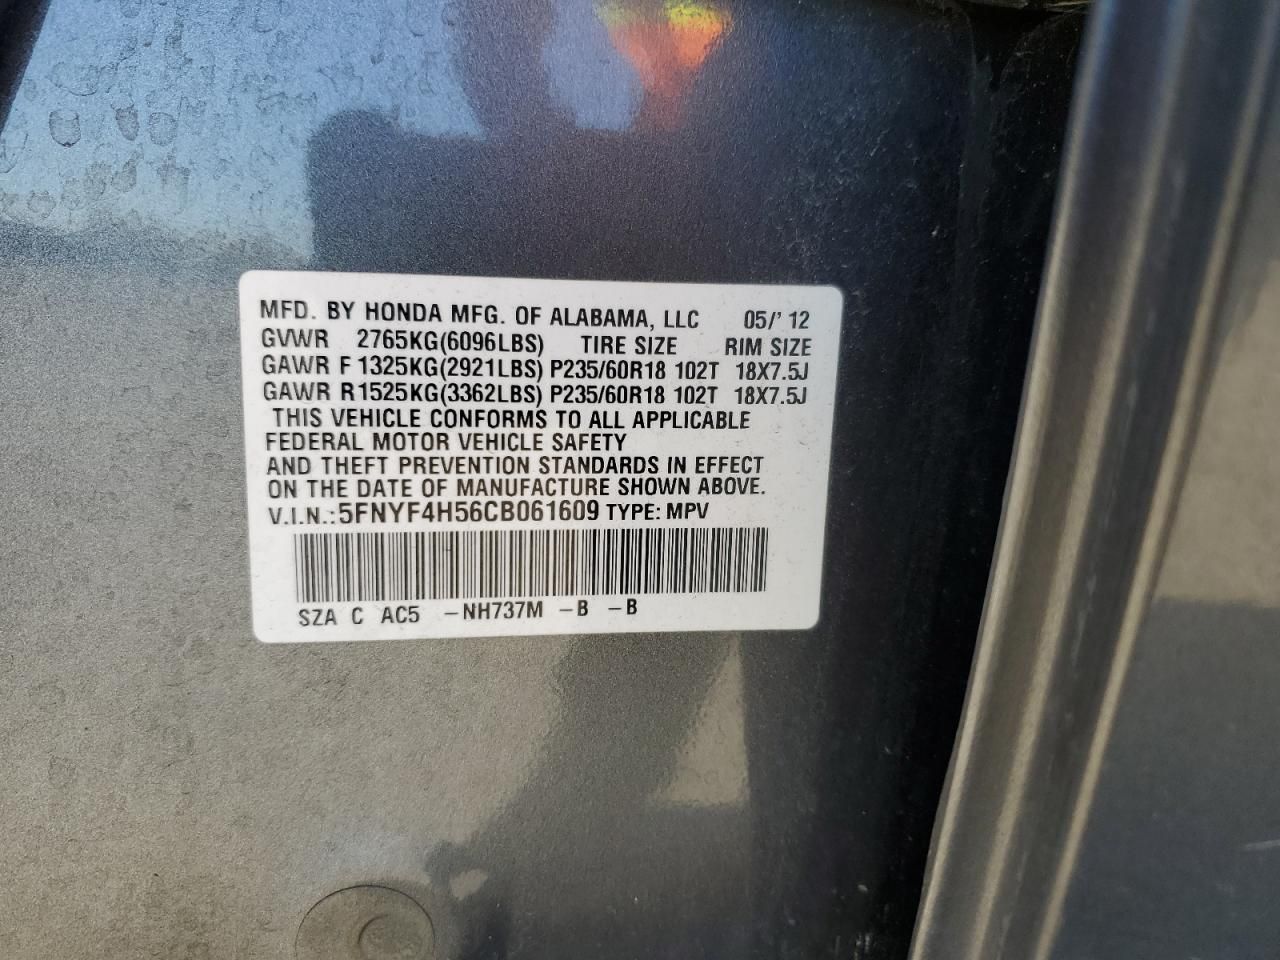 MFD. BY HONDA MFG. OF ALABAMA, LLC 05/' 12
GVWR 2765KG(6096LBS) TIRE SIZE RIM SIZE
GAWR F 1325KG(2921LBS) P235/60R18 102T 18X7.5J
GAWR R1525KG(3362LBS) P235/60R18 102T 18X7.5J
THIS VEHICLE CONFORMS TO ALL APPLICABLE
FEDERAL MOTOR VEHICLE SAFETY
AND THEFT PREVENTION STANDARDS IN EFFECT
ON THE DATE OF MANUFACTURE SHOWN ABOVE.
V.I.N.:5FNYF4H56CB061609 TYPE: MPV
SZA C AC5 -NH737M -B -B